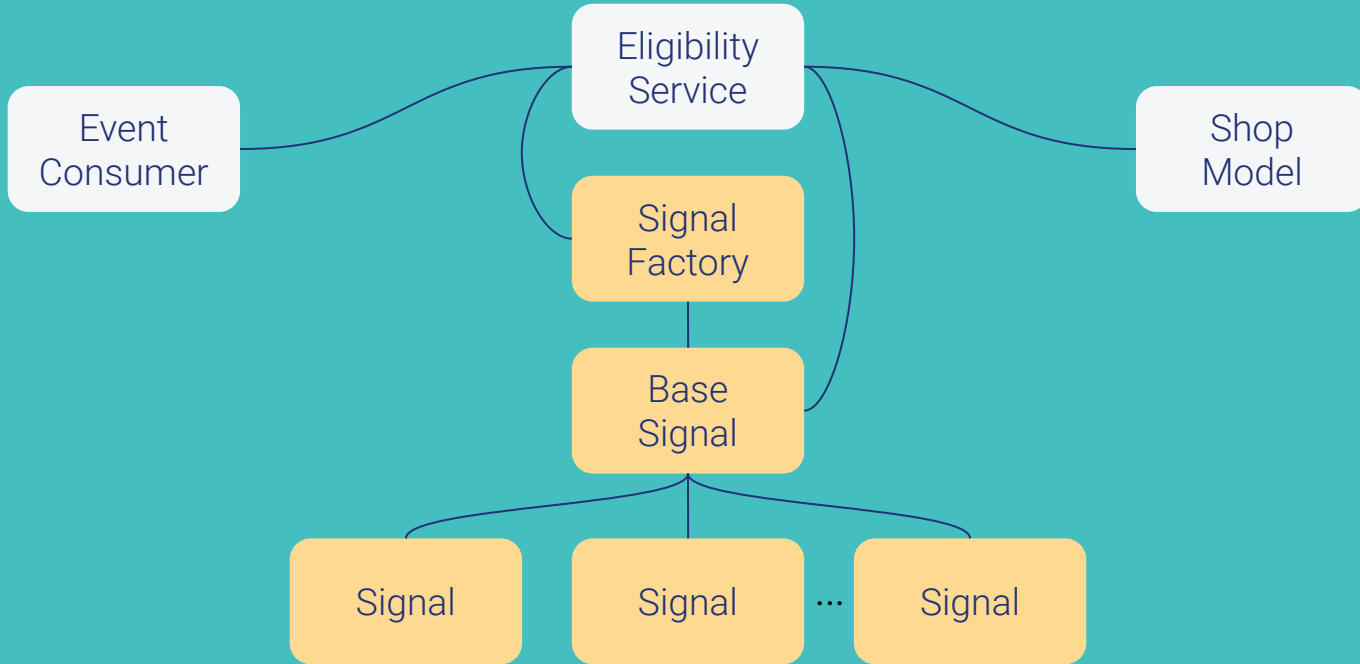 Eligibility
Service
Event
Consumer
Shop
Model
Signal
Factory
Base
Signal
Signal
Signal
...
Signal